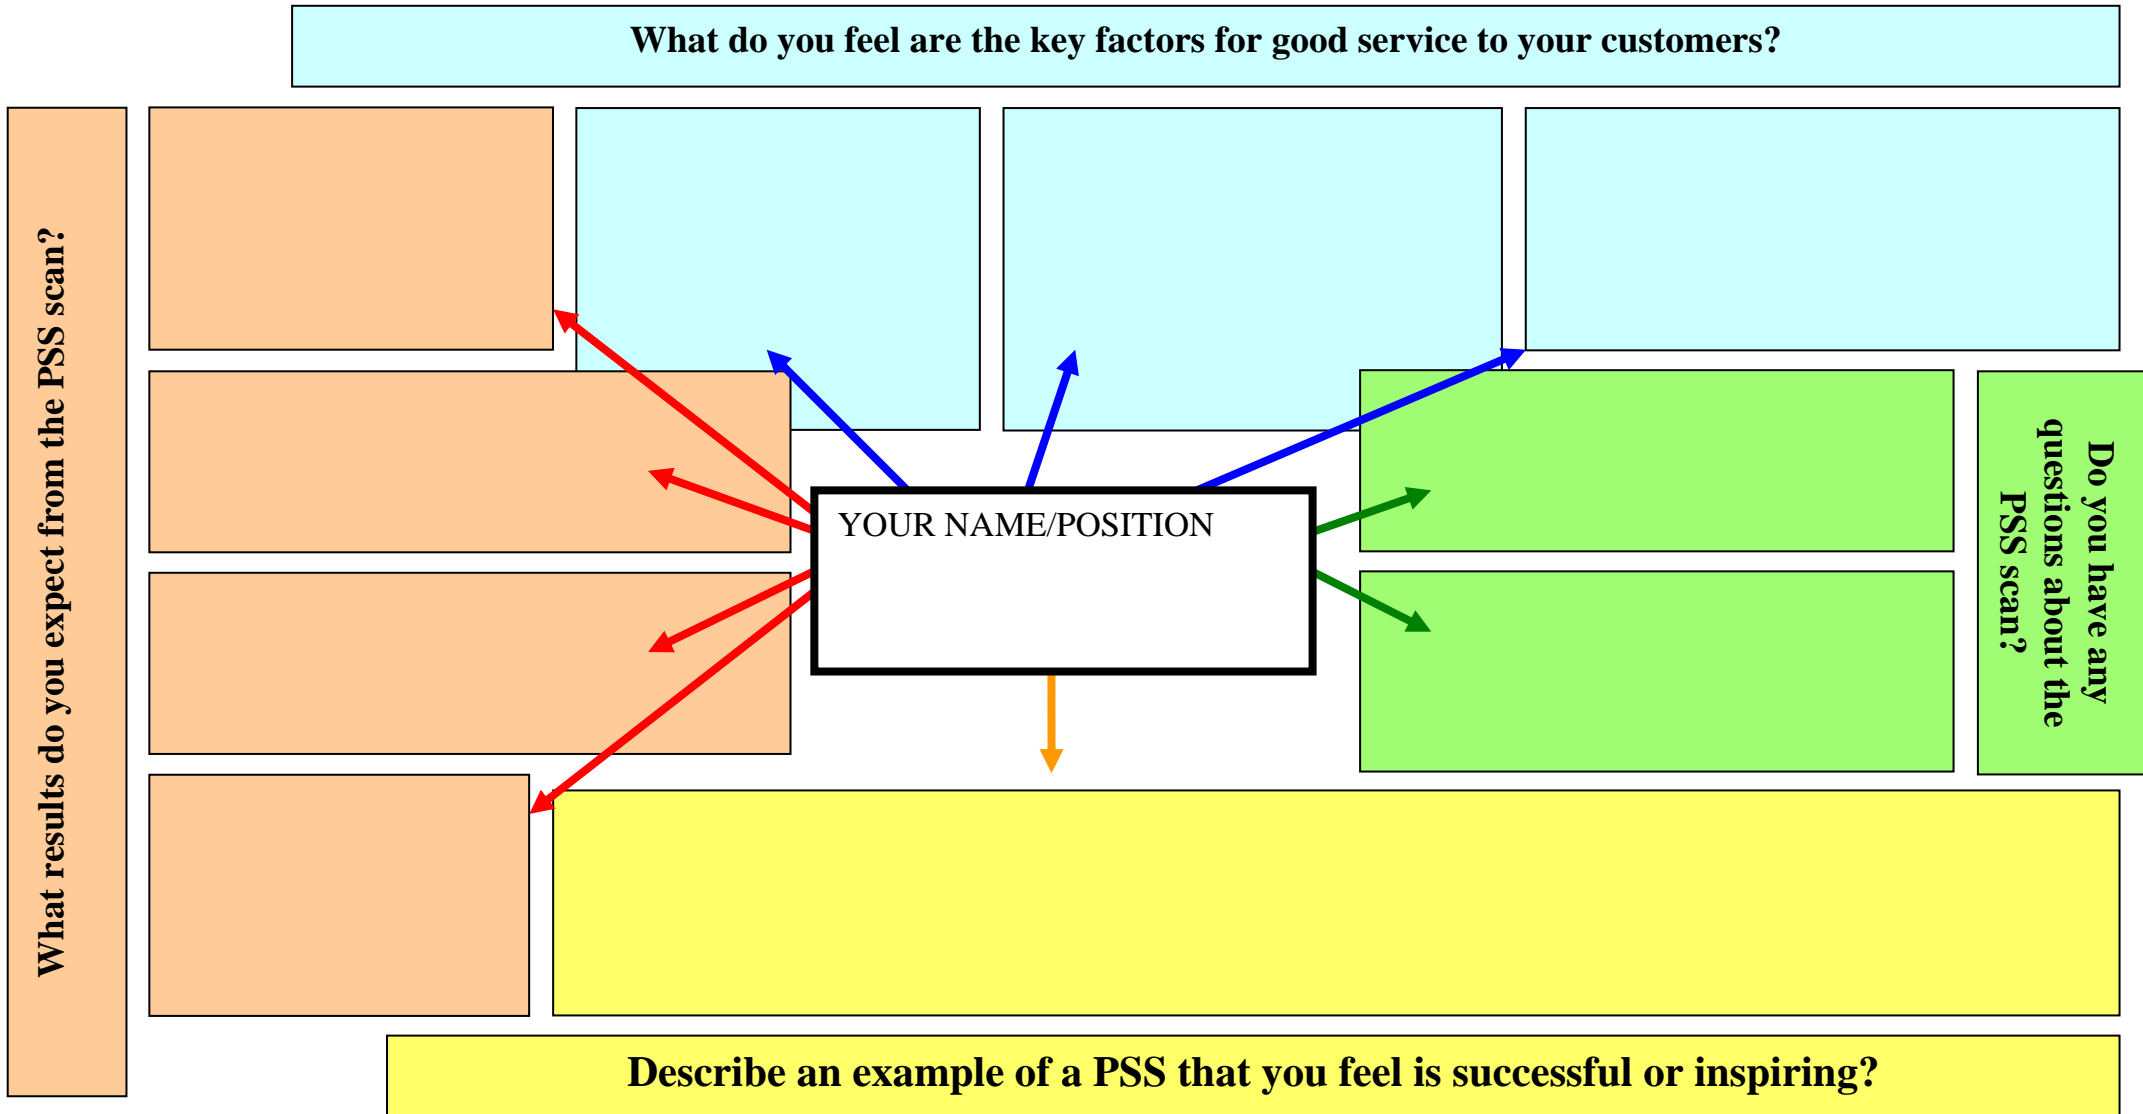 What do you feel are the key factors for good service to your customers?
What results do you expect from the PSS scan?
YOUR NAME/POSITION
Do you have any
questions about the
PSS scan?
Describe an example of a PSS that you feel is successful or inspiring?